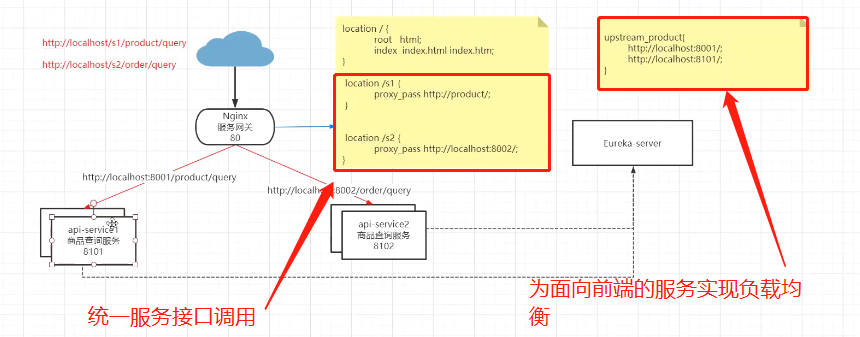 http://localhost/s1/product/query
http://localhost/s2/order/query
location / {
root html;
index index.html index.htm;
}
location /s1 {
proxy_pass http://product/;
}
location /s2 {
proxy_pass http://localhost:8002/;
}
upstream_product{
http://localhost:8001/;
http://localhost:8101/;
}
Nginx
服务网关
80
Eureka-server
http://localhost:8001/product/query
http://localhost:8002/order/query
api-service1
商品查询服务
8101
api-service2
商品查询服务
8102
统一服务接口调用
为面向前端的服务实现负载均
衡